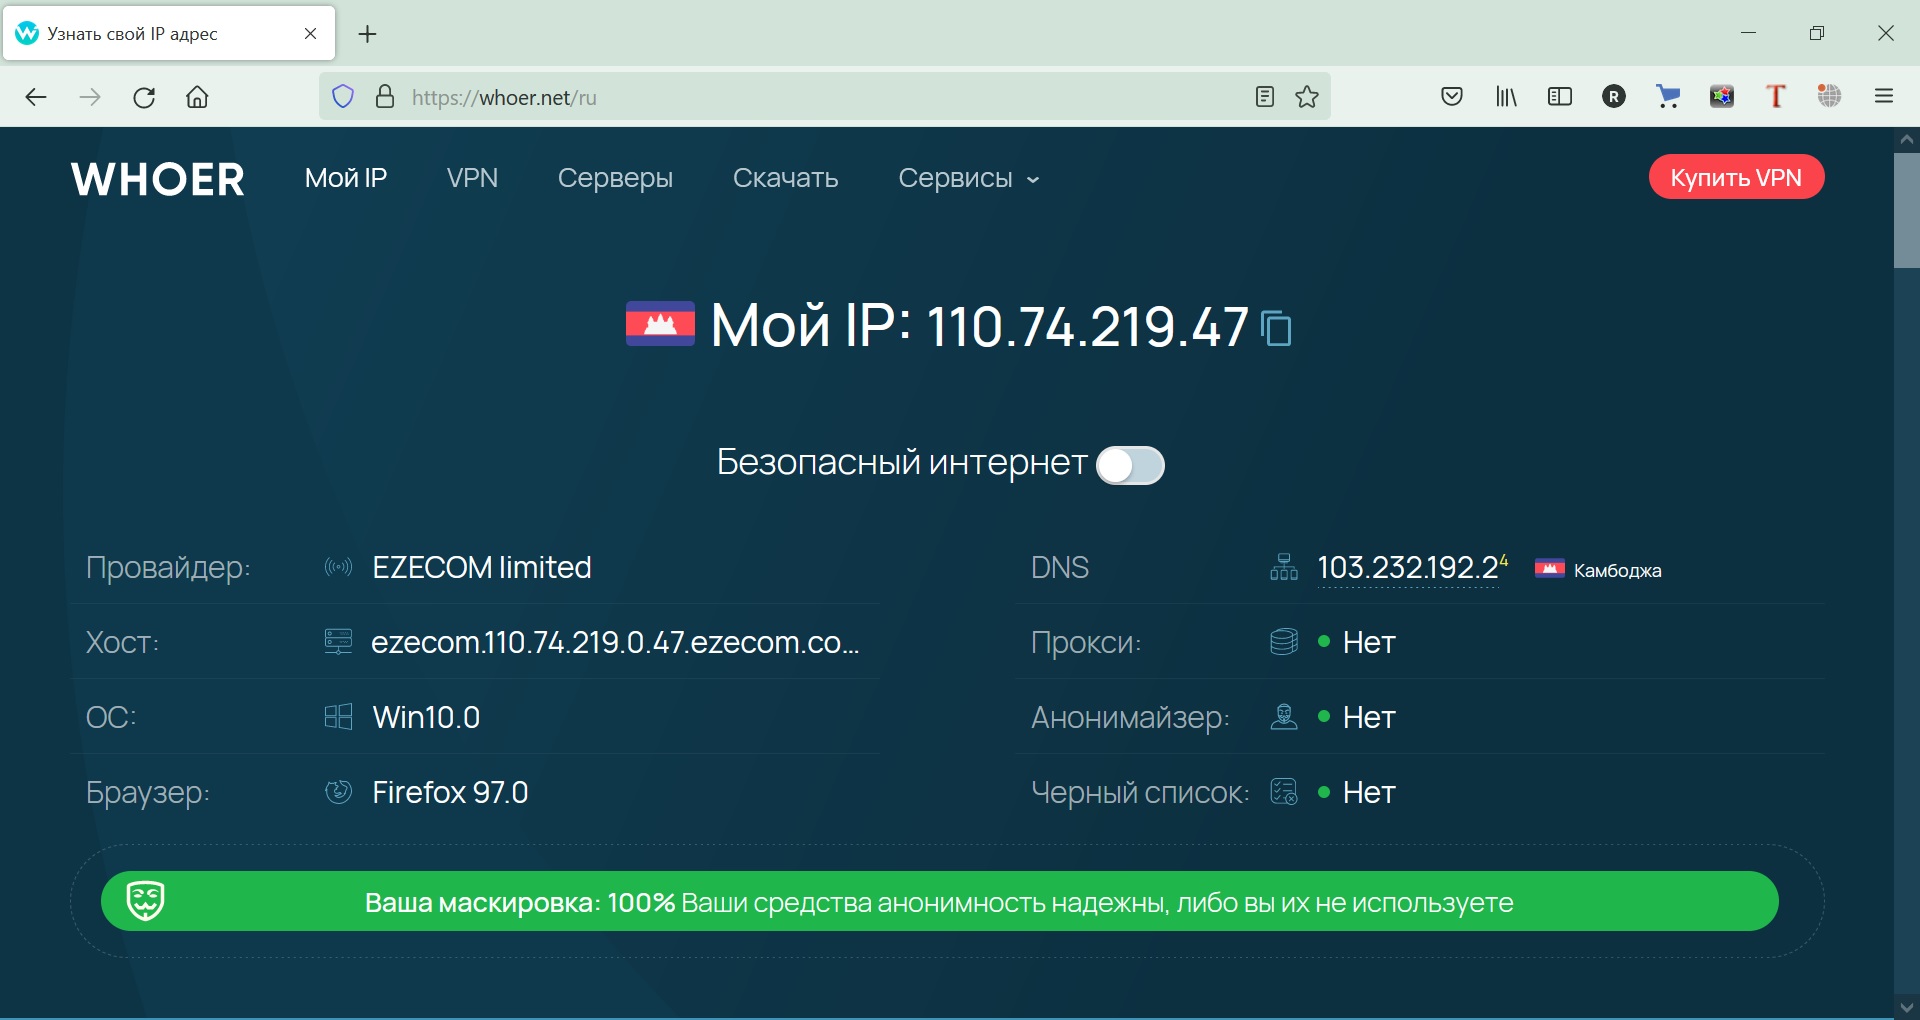 Узнать свой IP адрес
https://whoer.net/ru
R
T
WHOER
Мой IP
VPN
Серверы
Скачать
Сервисы
Купить VPN
Мой IP: 110.74.219.47
Безопасный интернет
Провайдер: EZECOM limited
Хост: ezecom.110.74.219.0.47.ezecom.co...
ОС: Win10.0
Браузер: Firefox 97.0
DNS 103.232.192.2 4 Камбоджа
Прокси: Нет
Анонимайзер: Нет
Черный список: Нет
Ваша маскировка: 100% Ваши средства анонимность надежны, либо вы их не используете